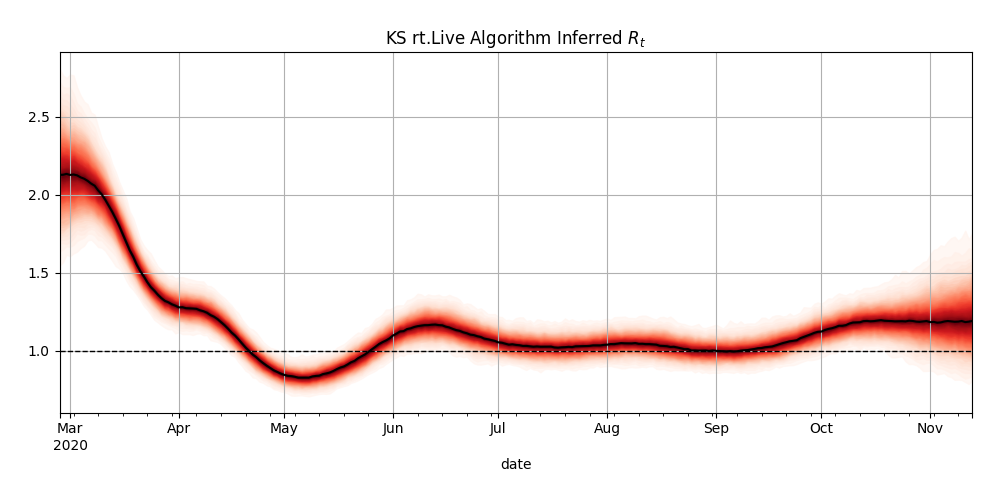 KS rt.Live Algorithm Inferred $R_t$
2.5
2.0
1.5
1.0
Mar Apr May Jun Jul Aug Sep Oct Nov
2020
date